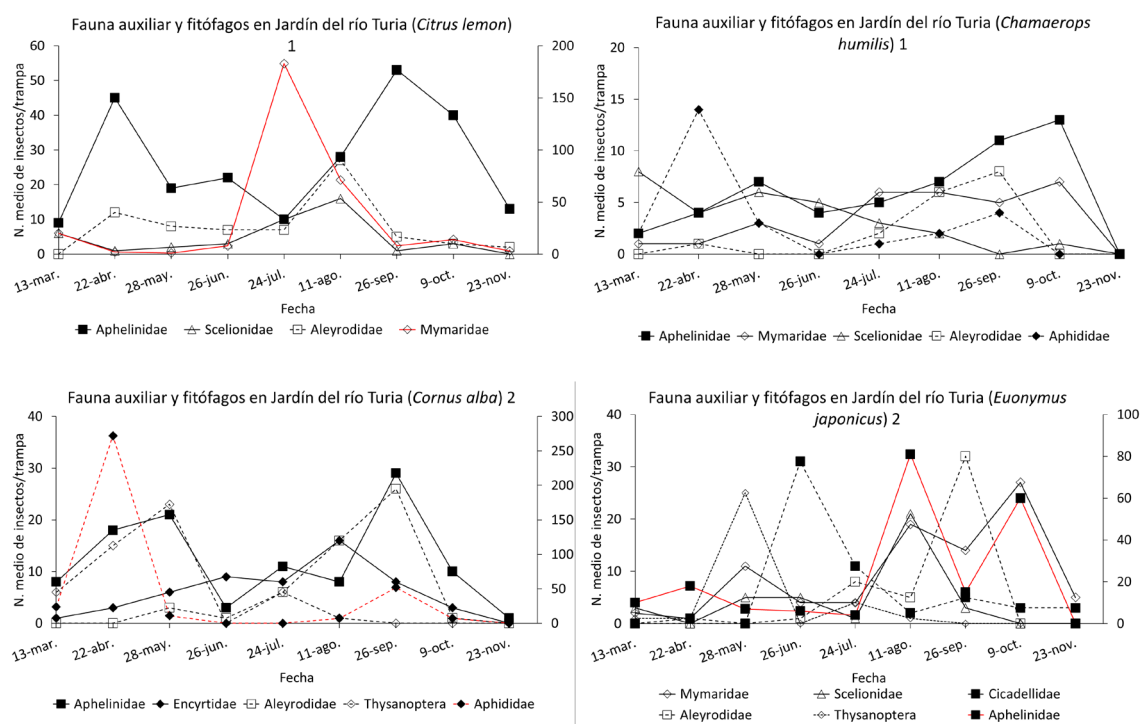 Fauna auxiliar y fitófagos en Jardín del río Turia (Citrus lemon)
1
N. medio de insectos/trampa
60
50
40
30
20
10
0
200
150
100
50
0
13-mar.
22-abr.
28-may.
26-jun.
24-jul.
11-ago.
26-sep.
9-oct.
23-nov.
Fecha
Aphelinidae Scelionidae Aleyrodidae Mymaridae
Fauna auxiliar y fitófagos en Jardín del río Turia (Chamaerops
humilis) 1
N. medio de insectos/trampa
20
15
10
5
0
13-mar.
22-abr.
28-may.
26-jun.
24-jul.
11-ago.
26-sep.
9-oct.
23-nov.
Fecha
Aphelinidae Mymaridae Scelionidae Aleyrodidae Aphididae
Fauna auxiliar y fitófagos en Jardín del río Turia (Cornus alba) 2
N. medio de insectos/trampa
40
30
20
10
0
300
250
200
150
100
50
0
13-mar.
22-abr.
28-may.
26-jun.
24-jul.
11-ago.
26-sep.
9-oct.
23-nov.
Fecha
Aphelinidae Encyrtidae Aleyrodidae Thysanoptera Aphididae
Fauna auxiliar y fitófagos en Jardín del río Turia (Euonymus
japonicus) 2
N. medio de insectos/trampa
40
30
20
10
0
100
80
60
40
20
0
13-mar.
22-abr.
28-may.
26-jun.
24-jul.
11-ago.
26-sep.
9-oct.
23-nov.
Fecha
Mymaridae Scelionidae Cicadellidae
Aleyrodidae Thysanoptera Aphelinidae